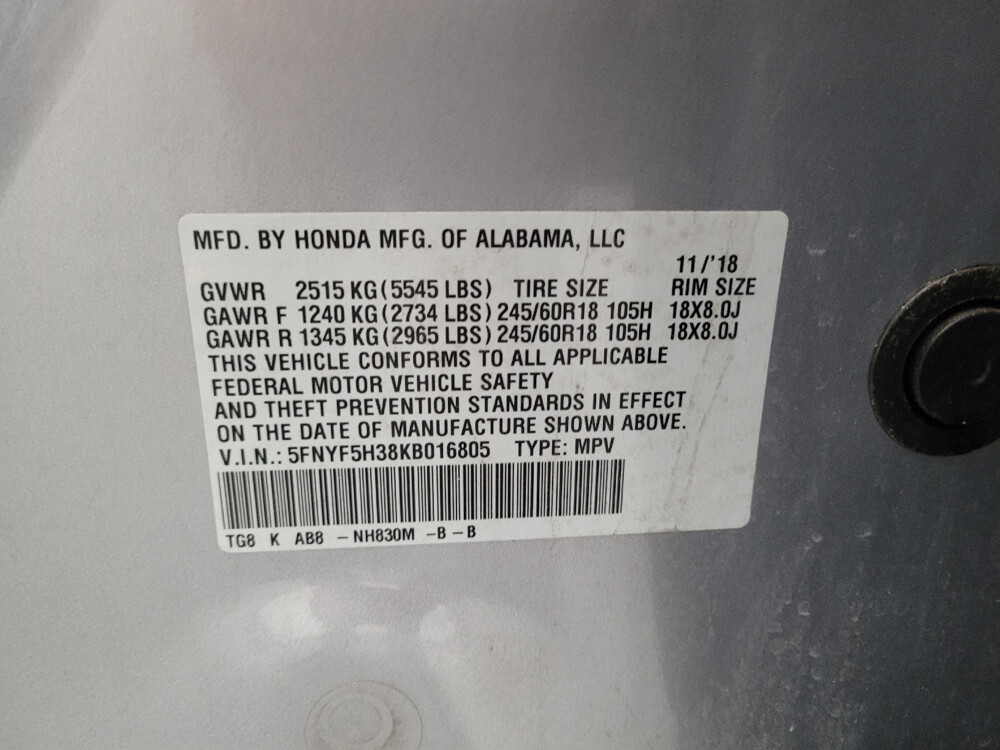 MFD. BY HONDA MFG. OF ALABAMA, LLC
11/'18
GVWR 2515 KG(5545 LBS) TIRE SIZE RIM SIZE
GAWR F 1240 KG(2734 LBS) 245/60R18 105H 18X8.0J
GAWR R 1345 KG(2965 LBS) 245/60R18 105H 18X8.0J
THIS VEHICLE CONFORMS TO ALL APPLICABLE
FEDERAL MOTOR VEHICLE SAFETY
AND THEFT PREVENTION STANDARDS IN EFFECT
ON THE DATE OF MANUFACTURE SHOWN ABOVE.
V.I.N.: 5FNYF5H38KB016805 TYPE: MPV
TG8 K AB8 -NH830M -B-B